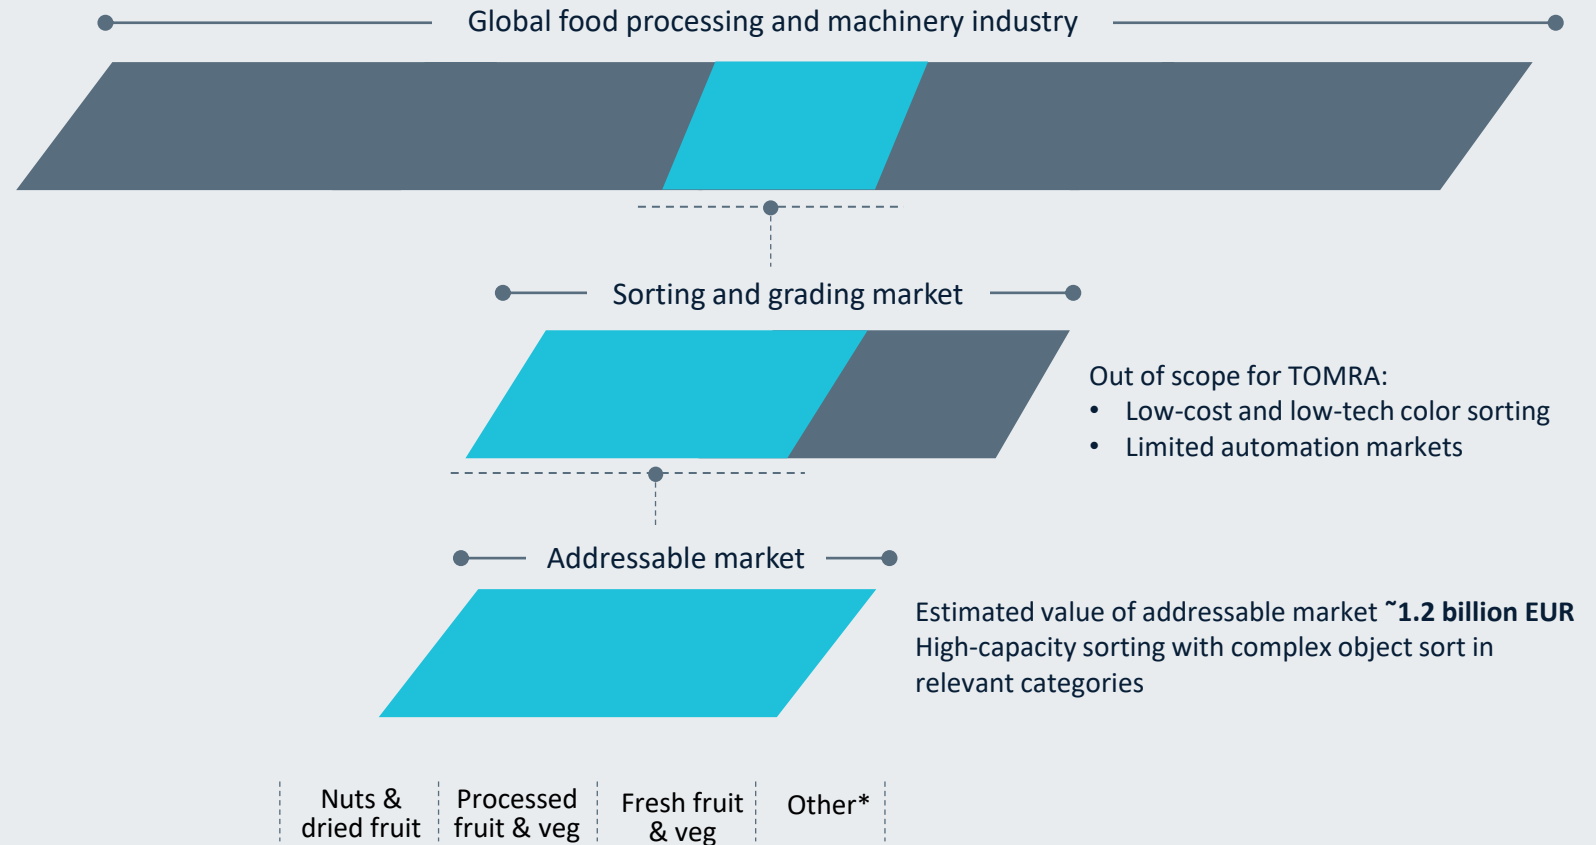 Global food processing and machinery industry
Sorting and grading market
Out of scope for TOMRA:
• Low-cost and low-tech color sorting
• Limited automation markets
Addressable market
Estimated value of addressable market ~1.2 billion EUR
High-capacity sorting with complex object sort in
relevant categories
Nuts &
dried fruit
Processed
fruit & veg
Fresh fruit
& veg
Other*